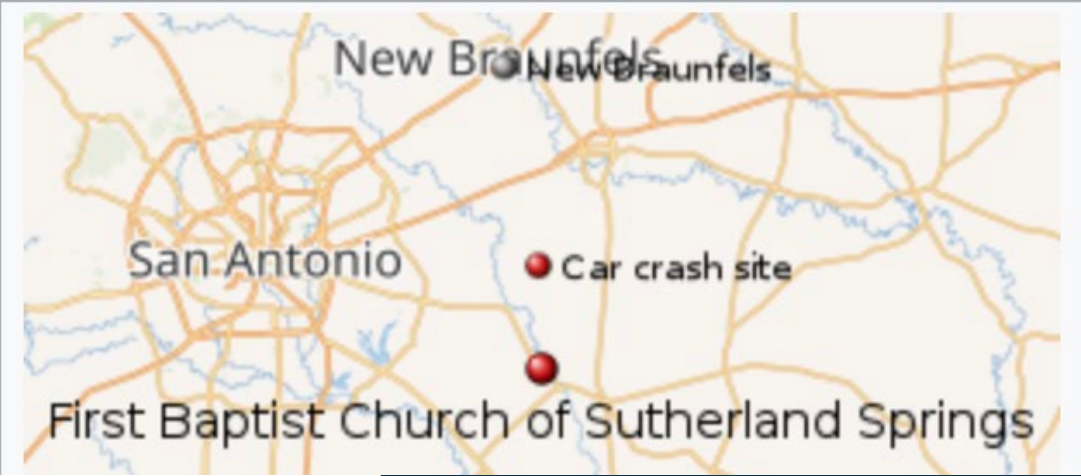 New Braunfels
New Braunfels
San Antonio
Car crash site
First Baptist Church of Sutherland Springs